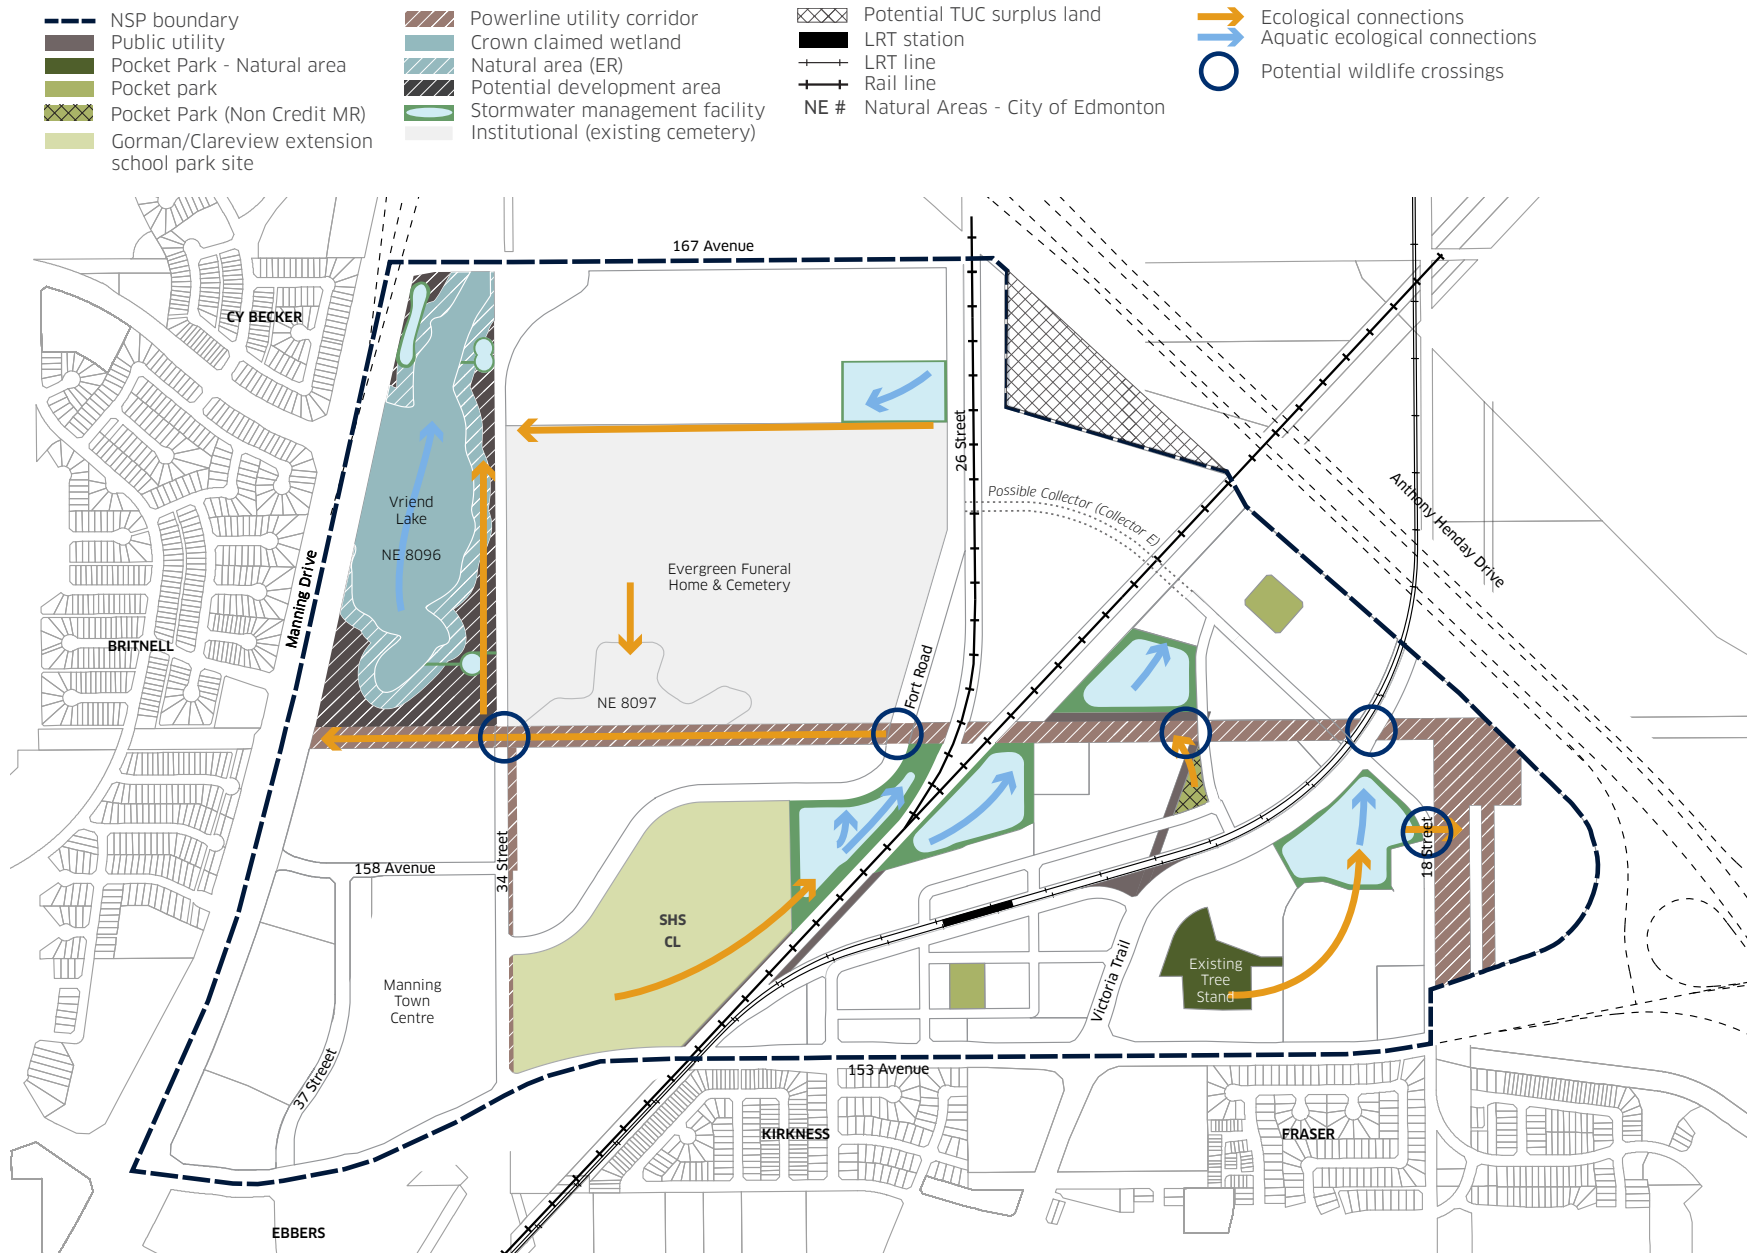 NSP boundary
Public utility
Pocket Park - Natural area
Pocket park
Pocket Park (Non Credit MR)
Gorman/Clareview extension
school park site
Powerline utility corridor
Crown claimed wetland
Natural area (ER)
Potential development area
Stormwater management facility
Institutional (existing cemetery)
Potential TUC surplus land
LRT station
LRT line
Rail line
NE # Natural Areas - City of Edmonton
Ecological connections
Aquatic ecological connections
Potential wildlife crossings
167 Avenue
CY BECKER
26 Street
Anthony Henday Drive
Possible Collector (Collector E)
Vriend
Lake
NE 8096
Manning Drive
Evergreen Funeral
Home & Cemetery
BRITNELL
Fort Road
NE 8097
34 Street
18 Street
158 Avenue
SHS
CL
Manning
Town
Centre
Existing
Tree
Stand
Victoria Trail
37 Street
153 Avenue
KIRKNESS
FRASER
EBBERS